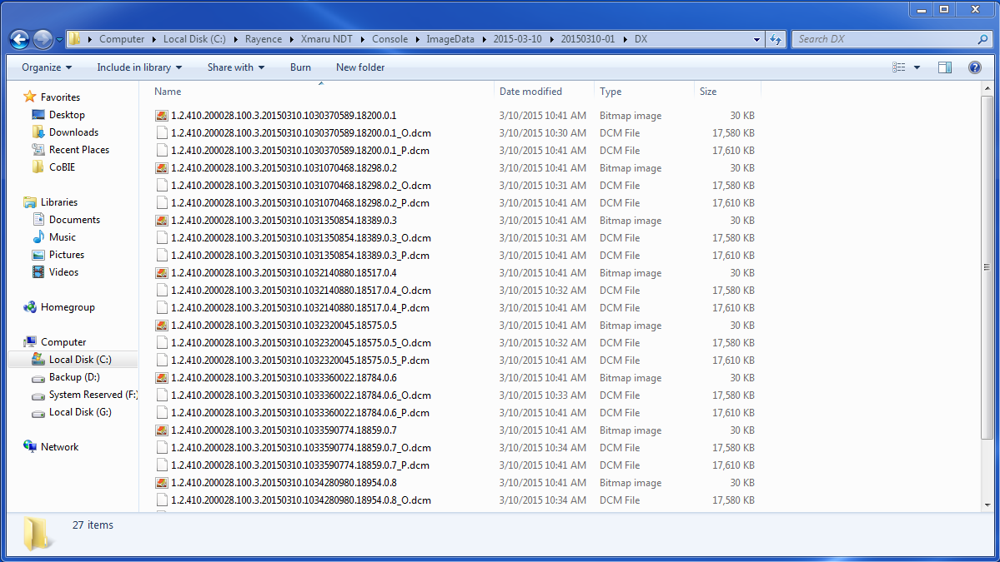 Computer Local Disk (C:) Rayence Xmaru NDT Console ImageData 2015-03-10 20150310-01 DX Search DX
Organize Include in library Share with Burn New folder
Favorites
Desktop
Downloads
Recent Places
CoBIE
Libraries
Documents
Music
Pictures
Videos
Homegroup
Computer
Local Disk (C:)
Backup (D:)
System Reserved (F:)
Local Disk (G:)
Network
Name Date modified Type Size
1.2.410.200028.100.3.20150310.1030370589.18200.0.1 3/10/2015 10:41 AM Bitmap image 30 KB
1.2.410.200028.100.3.20150310.1030370589.18200.0.1_O.dcm 3/10/2015 10:30 AM DCM File 17,580 KB
1.2.410.200028.100.3.20150310.1030370589.18200.0.1_P.dcm 3/10/2015 10:41 AM DCM File 17,610 KB
1.2.410.200028.100.3.20150310.1031070468.18298.0.2 3/10/2015 10:41 AM Bitmap image 30 KB
1.2.410.200028.100.3.20150310.1031070468.18298.0.2_O.dcm 3/10/2015 10:31 AM DCM File 17,580 KB
1.2.410.200028.100.3.20150310.1031070468.18298.0.2_P.dcm 3/10/2015 10:41 AM DCM File 17,610 KB
1.2.410.200028.100.3.20150310.1031350854.18389.0.3 3/10/2015 10:41 AM Bitmap image 30 KB
1.2.410.200028.100.3.20150310.1031350854.18389.0.3_O.dcm 3/10/2015 10:31 AM DCM File 17,580 KB
1.2.410.200028.100.3.20150310.1031350854.18389.0.3_P.dcm 3/10/2015 10:41 AM DCM File 17,610 KB
1.2.410.200028.100.3.20150310.1032140880.18517.0.4 3/10/2015 10:41 AM Bitmap image 30 KB
1.2.410.200028.100.3.20150310.1032140880.18517.0.4_O.dcm 3/10/2015 10:32 AM DCM File 17,580 KB
1.2.410.200028.100.3.20150310.1032140880.18517.0.4_P.dcm 3/10/2015 10:41 AM DCM File 17,610 KB
1.2.410.200028.100.3.20150310.1032320045.18575.0.5 3/10/2015 10:41 AM Bitmap image 30 KB
1.2.410.200028.100.3.20150310.1032320045.18575.0.5_O.dcm 3/10/2015 10:32 AM DCM File 17,580 KB
1.2.410.200028.100.3.20150310.1032320045.18575.0.5_P.dcm 3/10/2015 10:41 AM DCM File 17,610 KB
1.2.410.200028.100.3.20150310.1033360022.18784.0.6 3/10/2015 10:41 AM Bitmap image 30 KB
1.2.410.200028.100.3.20150310.1033360022.18784.0.6_O.dcm 3/10/2015 10:33 AM DCM File 17,580 KB
1.2.410.200028.100.3.20150310.1033360022.18784.0.6_P.dcm 3/10/2015 10:41 AM DCM File 17,610 KB
1.2.410.200028.100.3.20150310.1033590774.18859.0.7 3/10/2015 10:41 AM Bitmap image 30 KB
1.2.410.200028.100.3.20150310.1033590774.18859.0.7_O.dcm 3/10/2015 10:34 AM DCM File 17,580 KB
1.2.410.200028.100.3.20150310.1033590774.18859.0.7_P.dcm 3/10/2015 10:41 AM DCM File 17,610 KB
1.2.410.200028.100.3.20150310.1034280980.18954.0.8 3/10/2015 10:41 AM Bitmap image 30 KB
1.2.410.200028.100.3.20150310.1034280980.18954.0.8_O.dcm 3/10/2015 10:34 AM DCM File 17,580 KB
27 items